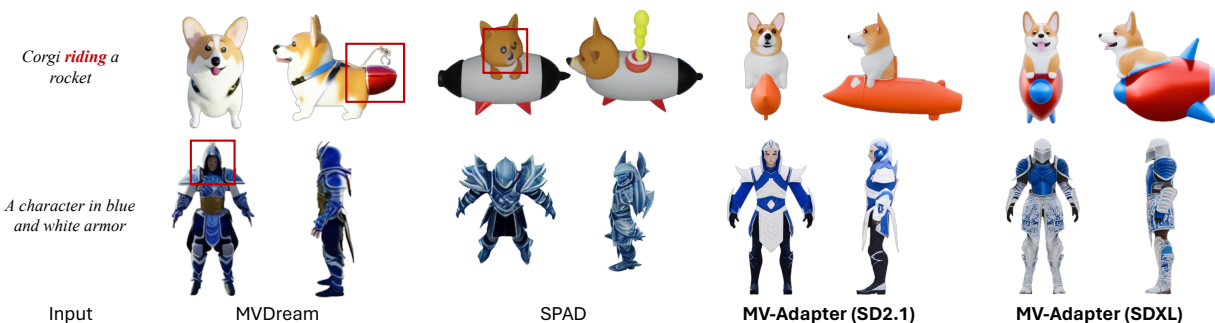 Corgi riding a
rocket
A character in blue
and white armor
Input
MVDream
SPAD
MV-Adapter (SD2.1)
MV-Adapter (SDXL)